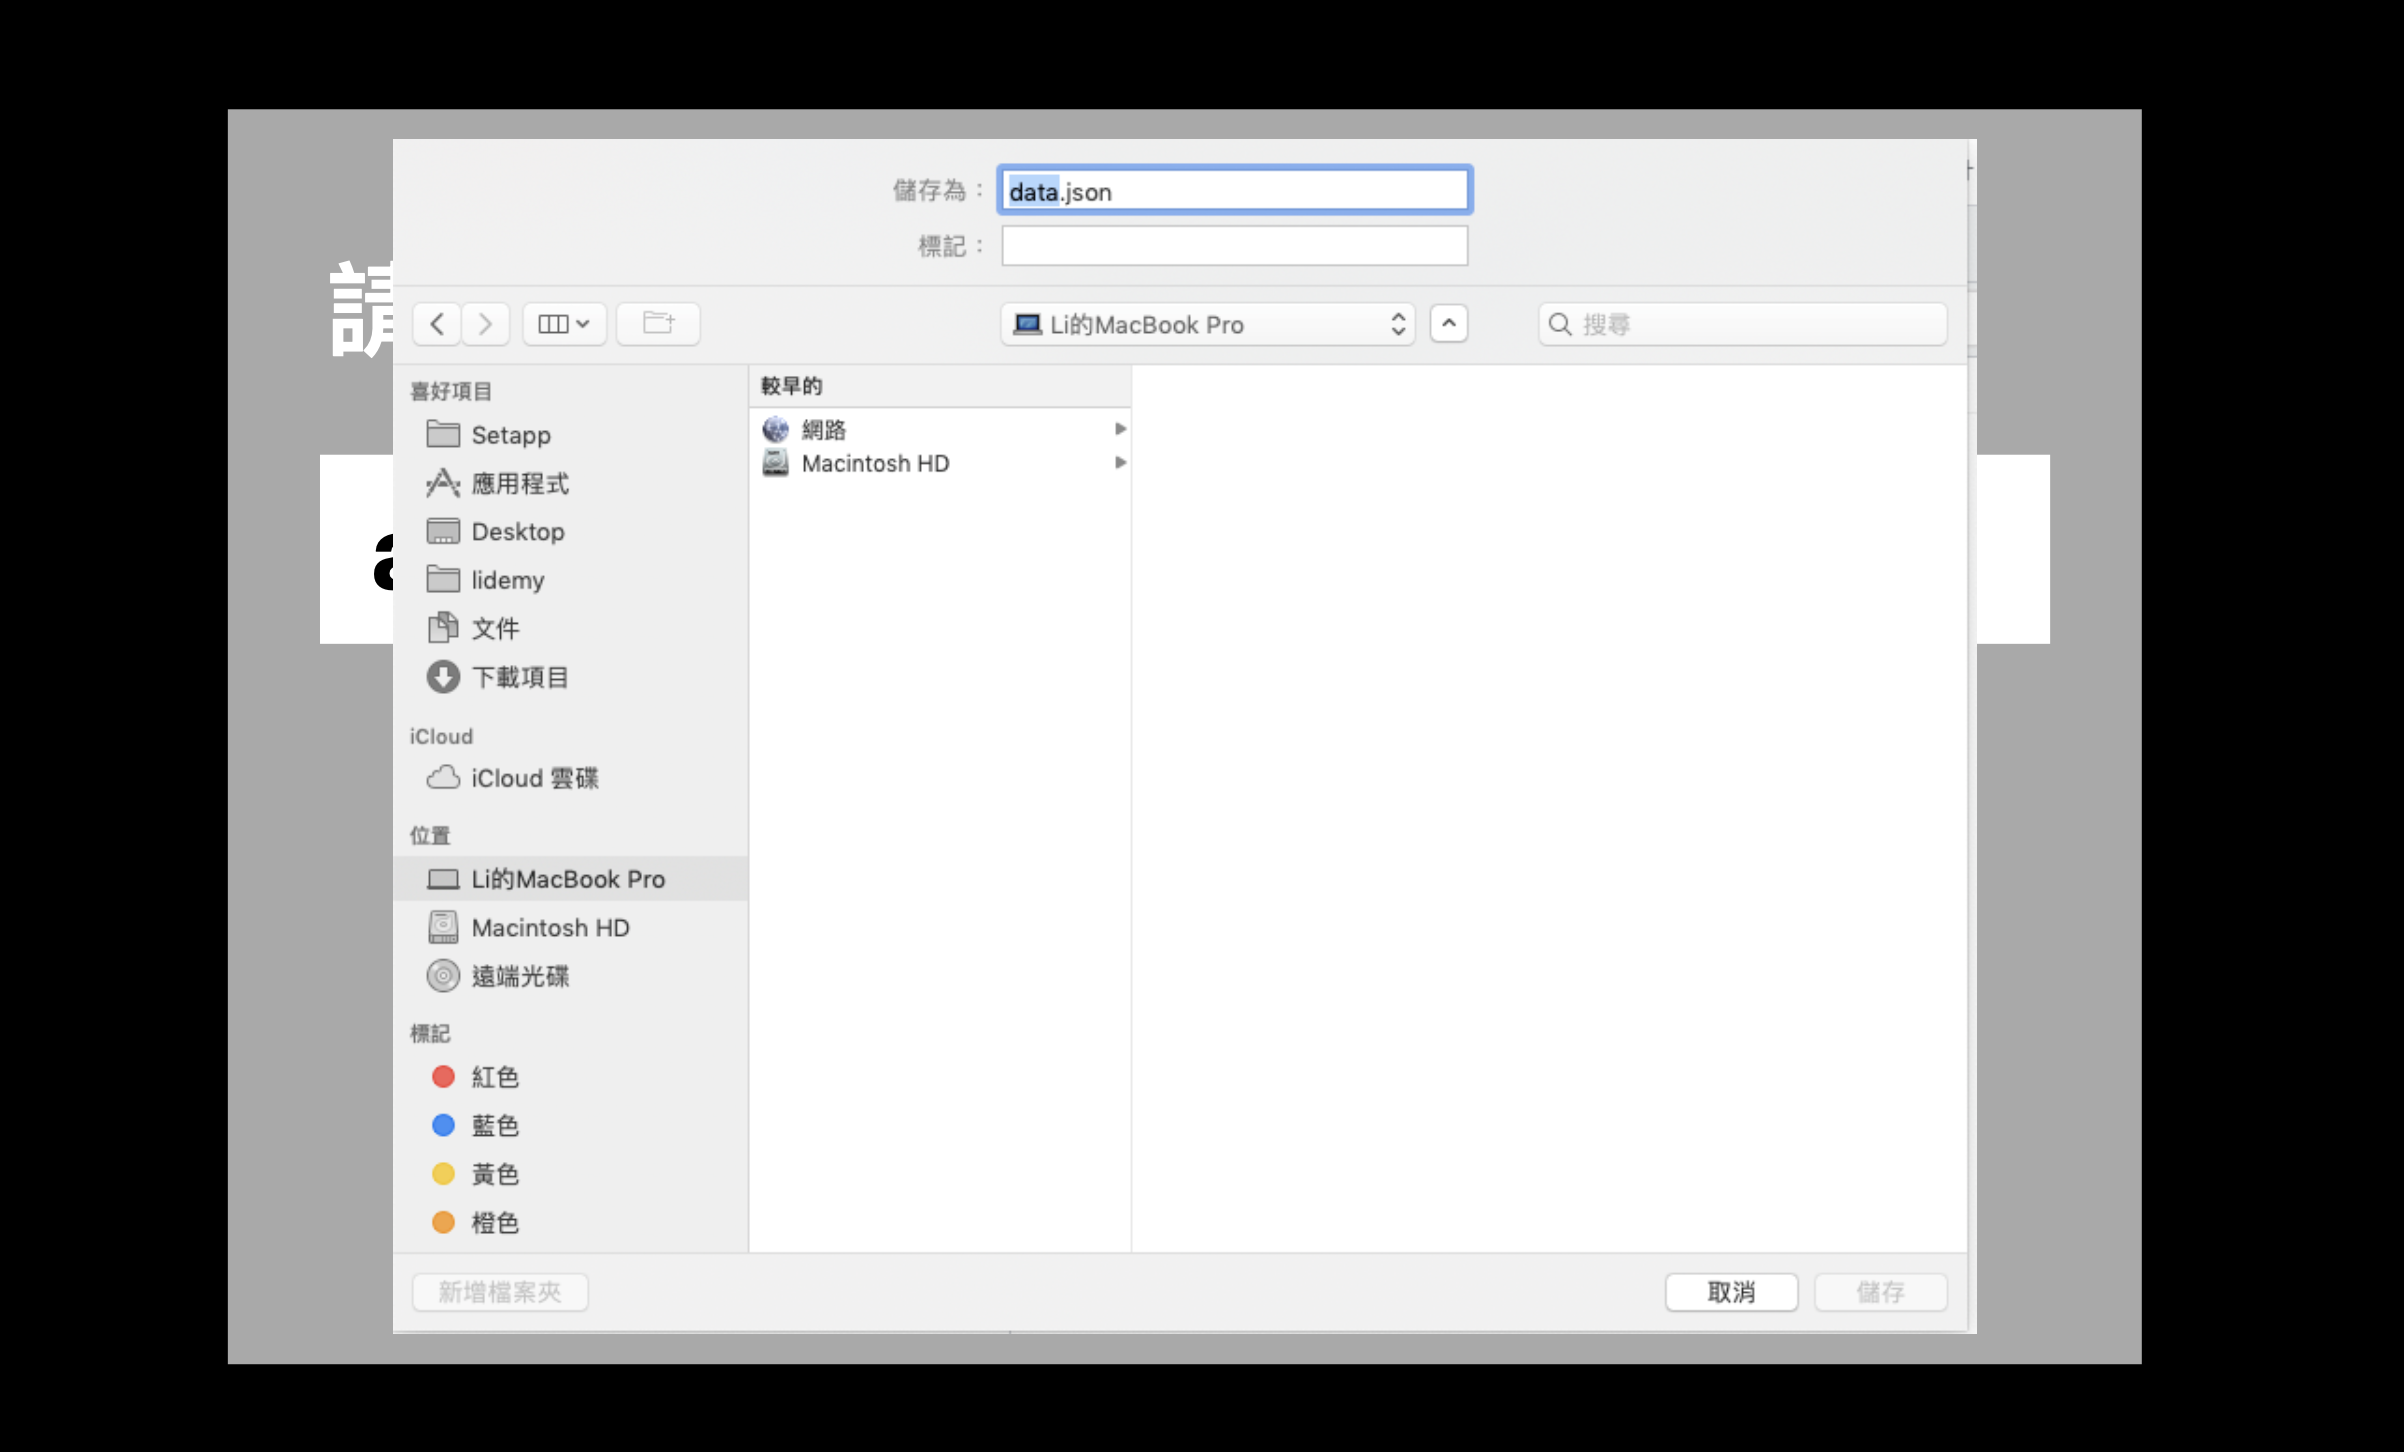 儲存為：
data.json
標記：
請
Li的MacBook Pro
搜尋
喜好項目
Setapp
應用程式
Desktop
lidemy
文件
下載項目
iCloud
iCloud 雲碟
位置
Li的MacBook Pro
Macintosh HD
遠端光碟
標記
紅色
藍色
黃色
橙色
較早的
網路
Macintosh HD
a
新增檔案夾
取消
儲存